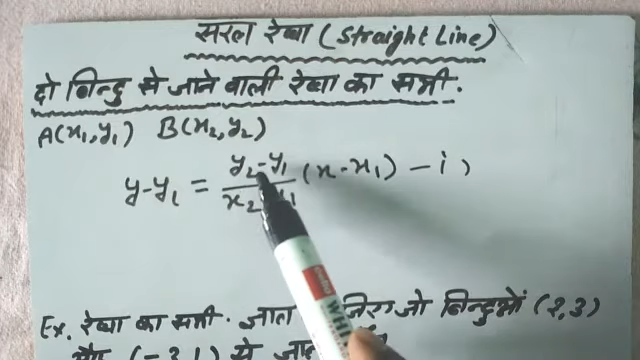 सरल रेखा (Straight Line)
दो बिन्दु से जाने वाली रेखा का समी.
A(x₁,y₁) B(x₂,y₂)
y-y₁ = y₂-y₁/x₂-x₁ (x-x₁) – i)
Ex. रेखा का समी. ज्ञात जो बिन्दुओं (2,3)
और (-3,1) से
WHI